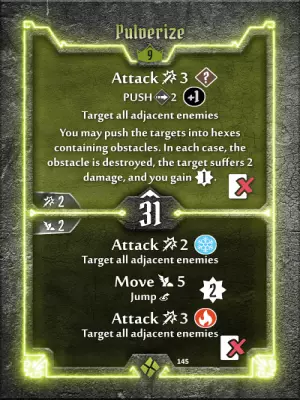 Pulverize
9
Attack 3 ?
PUSH 2 +1
Target all adjacent enemies
You may push the targets into hexes
containing obstacles. In each case, the
obstacle is destroyed, the target suffers 2
damage, and you gain 1.
2
31
2
Attack 2
Target all adjacent enemies
Move 5
Jump
2
Attack 3
Target all adjacent enemies
145